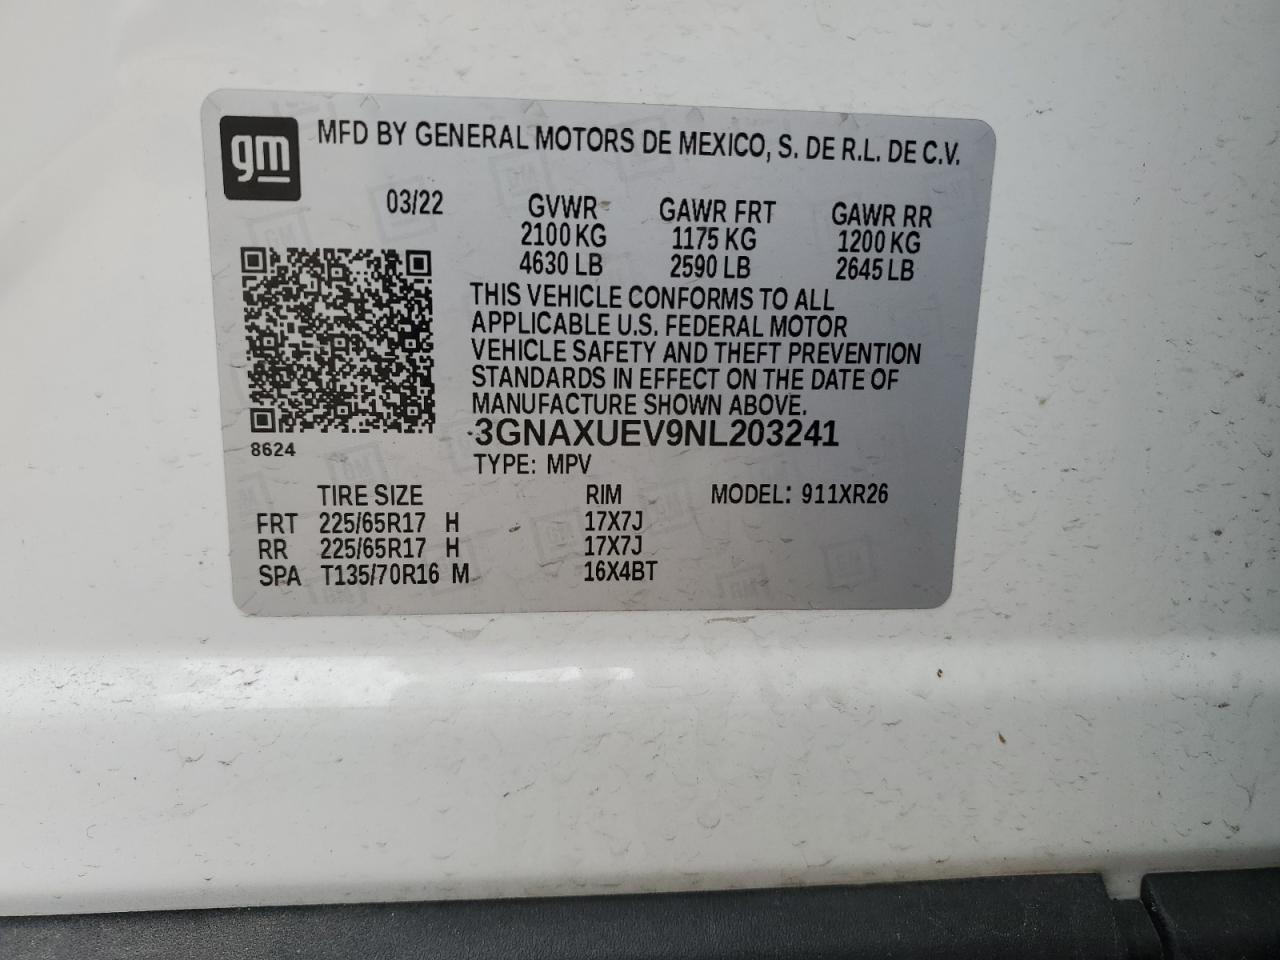 gm MFD BY GENERAL MOTORS DE MEXICO, S. DE R.L. DE C.V.
03/22 GVWR GAWR FRT GAWR RR
2100 KG 1175 KG 1200 KG
4630 LB 2590 LB 2645 LB
THIS VEHICLE CONFORMS TO ALL
APPLICABLE U.S. FEDERAL MOTOR
VEHICLE SAFETY AND THEFT PREVENTION
STANDARDS IN EFFECT ON THE DATE OF
MANUFACTURE SHOWN ABOVE.
3GNAXUEV9NL203241
8624
TYPE: MPV
TIRE SIZE RIM MODEL: 911XR26
FRT 225/65R17 H 17X7J
RR 225/65R17 H 17X7J
SPA T135/70R16 M 16X4BT